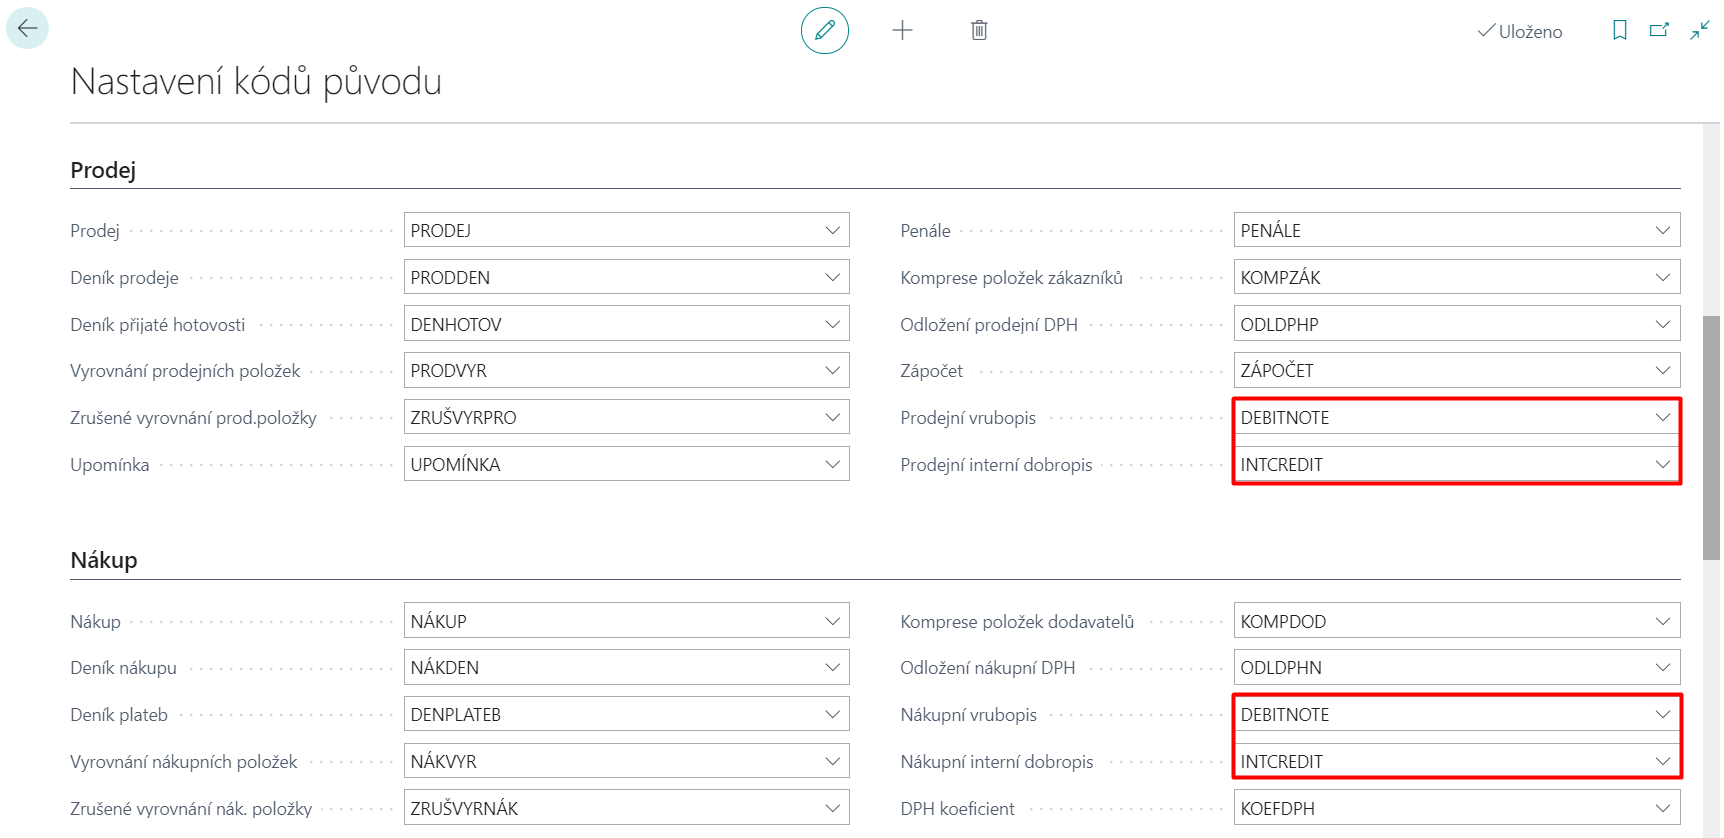 Uloženo
Nastavení kódů původu
Prodej
Prodej PRODEJ
Deník prodeje PRODDEN
Deník přijaté hotovosti DENHOTOV
Vyrovnání prodejních položek PRODVYR
Zrušené vyrovnání prod.položky ZRUŠVYRPRO
Upomínka UPOMÍNKA
Penále PENÁLE
Komprese položek zákazníků KOMPZÁK
Odložení prodejní DPH ODLDPHP
Zápočet ZÁPOČET
Prodejní vrubopis DEBITNOTE
Prodejní interní dobropis INTCREDIT
Nákup
Nákup NÁKUP
Deník nákupu NÁKDEN
Deník plateb DENPLATEB
Vyrovnání nákupních položek NÁKVYR
Zrušené vyrovnání nák. položky ZRUŠVYRNÁK
Komprese položek dodavatelů KOMPDOD
Odložení nákupní DPH ODLDPHN
Nákupní vrubopis DEBITNOTE
Nákupní interní dobropis INTCREDIT
DPH koeficient KOEFDPH